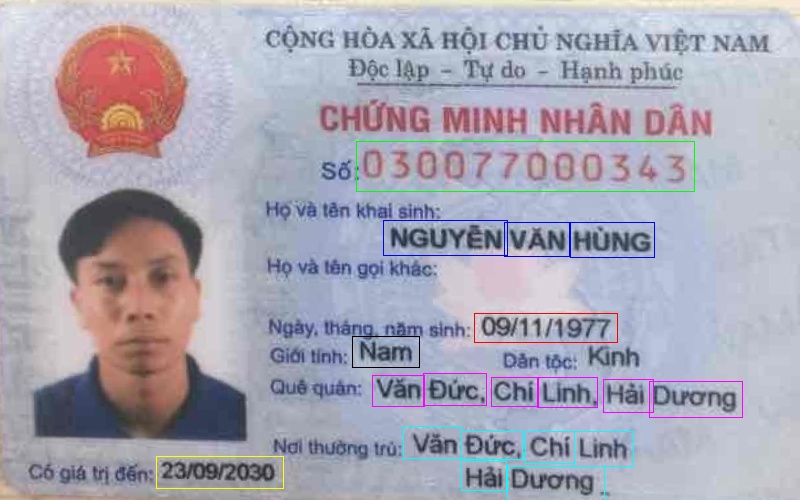 CỘNG HÒA XÃ HỘI CHỦ NGHĨA VIỆT NAM
Độc lập - Tự do - Hạnh phúc
CHỨNG MINH NHÂN DÂN
Số: 030077000343
Họ và tên khai sinh:
NGUYỄN VĂN HÙNG
Họ và tên gọi khác:
Ngày, tháng, năm sinh: 09/11/1977
Giới tính: Nam Dân tộc: Kinh
Quê quán: Văn Đức, Chí Linh, Hải Dương
Nơi thường trú: Văn Đức, Chí Linh
Hải Dương
Có giá trị đến: 23/09/2030